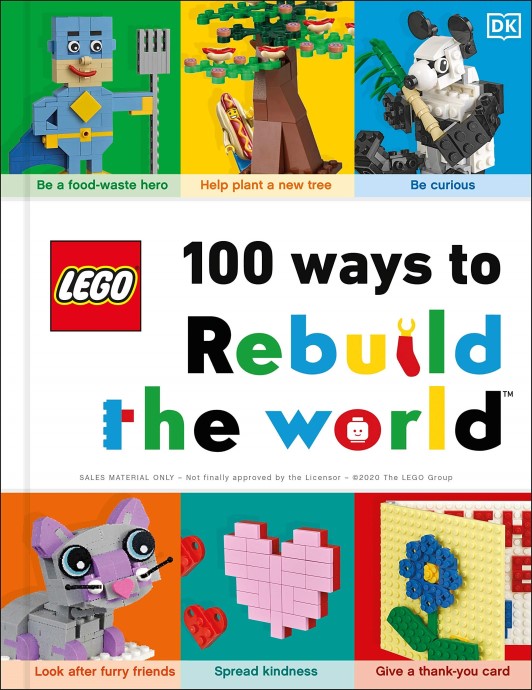 DK
Be a food-waste hero
Help plant a new tree
Be curious
LEGO
100 ways to
Rebuild
the world™
SALES MATERIAL ONLY – Not finally approved by the Licensor – ©2020 The LEGO Group
Look after furry friends
Spread kindness
Give a thank-you card